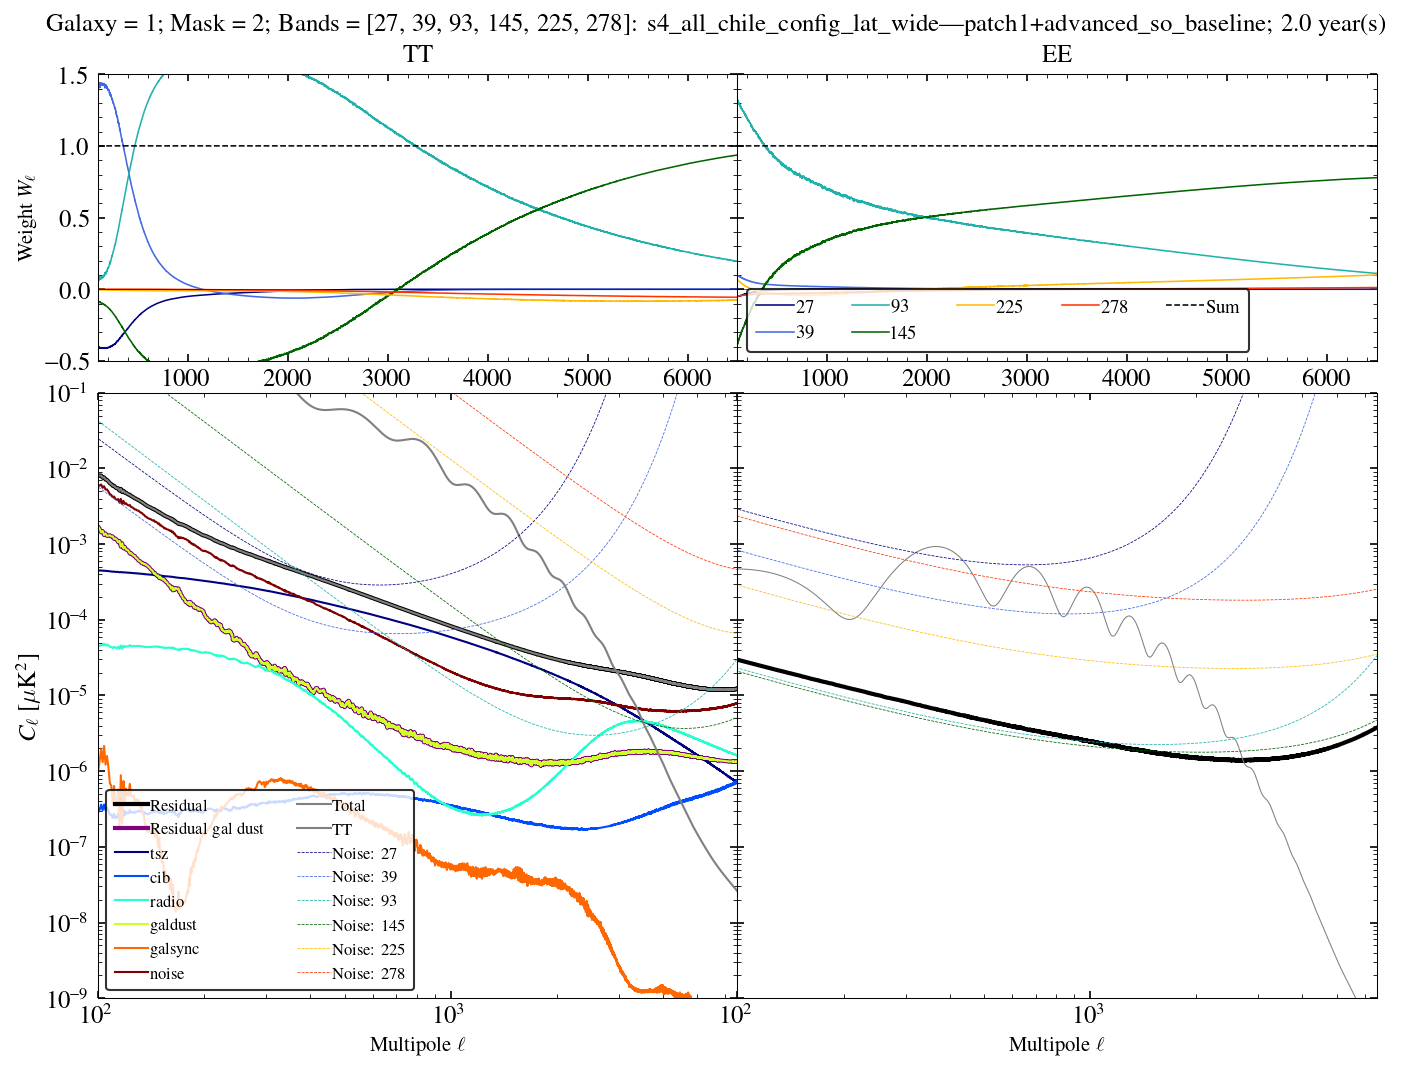 Galaxy = 1; Mask = 2; Bands = [27, 39, 93, 145, 225, 278]: s4_all_chile_config_lat_wide—patch1+advanced_so_baseline; 2.0 year(s)
TT EE
1.5
1.0
0.5
0.0
−0.5
Weight W_ℓ
27 93 225 278 Sum
39 145
1000 2000 3000 4000 5000 6000
1000 2000 3000 4000 5000 6000
10^−1
10^−2
10^−3
10^−4
10^−5
10^−6
10^−7
10^−8
10^−9
C_ℓ [μK^2]
Residual
Residual gal dust
tsz
cib
radio
galdust
galsync
noise
Total
TT
Noise: 27
Noise: 39
Noise: 93
Noise: 145
Noise: 225
Noise: 278
10^2 10^3 10^2 10^3
Multipole ℓ Multipole ℓ